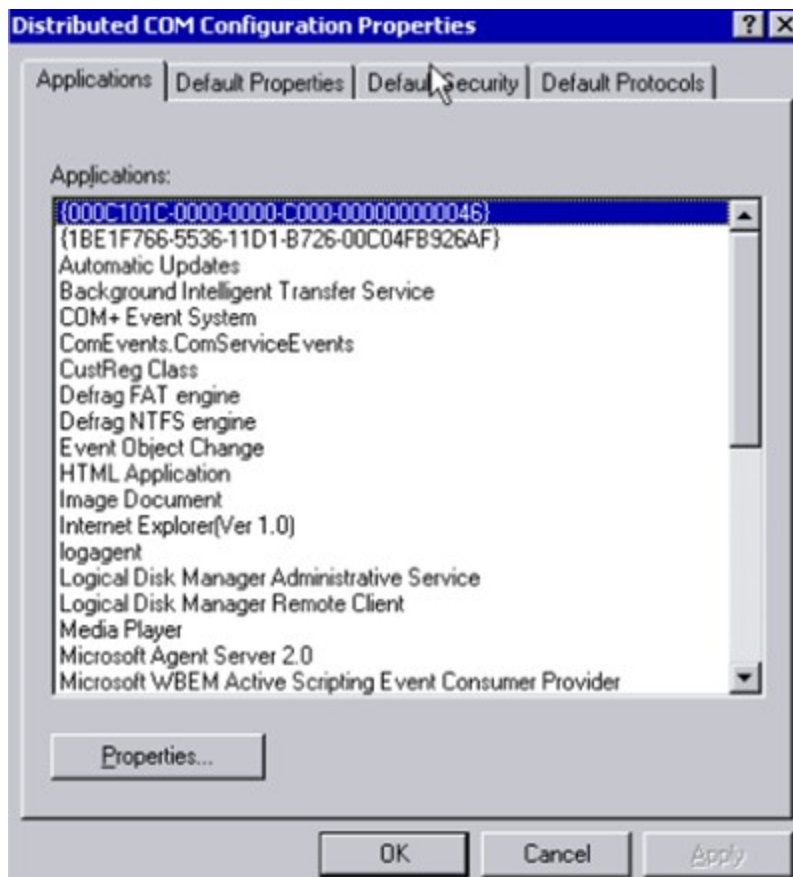 Distributed COM Configuration Properties
Applications
Default Properties
Default Security
Default Protocols
Applications:
{000C101C-0000-0000-C000-000000000046}
{1BE1F766-5536-11D1-B726-00C04FB926AF}
Automatic Updates
Background Intelligent Transfer Service
COM+ Event System
ComEvents.ComServiceEvents
CustReg Class
Defrag FAT engine
Defrag NTFS engine
Event Object Change
HTML Application
Image Document
Internet Explorer(Ver 1.0)
logagent
Logical Disk Manager Administrative Service
Logical Disk Manager Remote Client
Media Player
Microsoft Agent Server 2.0
Microsoft WBEM Active Scripting Event Consumer Provider
Properties...
OK
Cancel
Apply